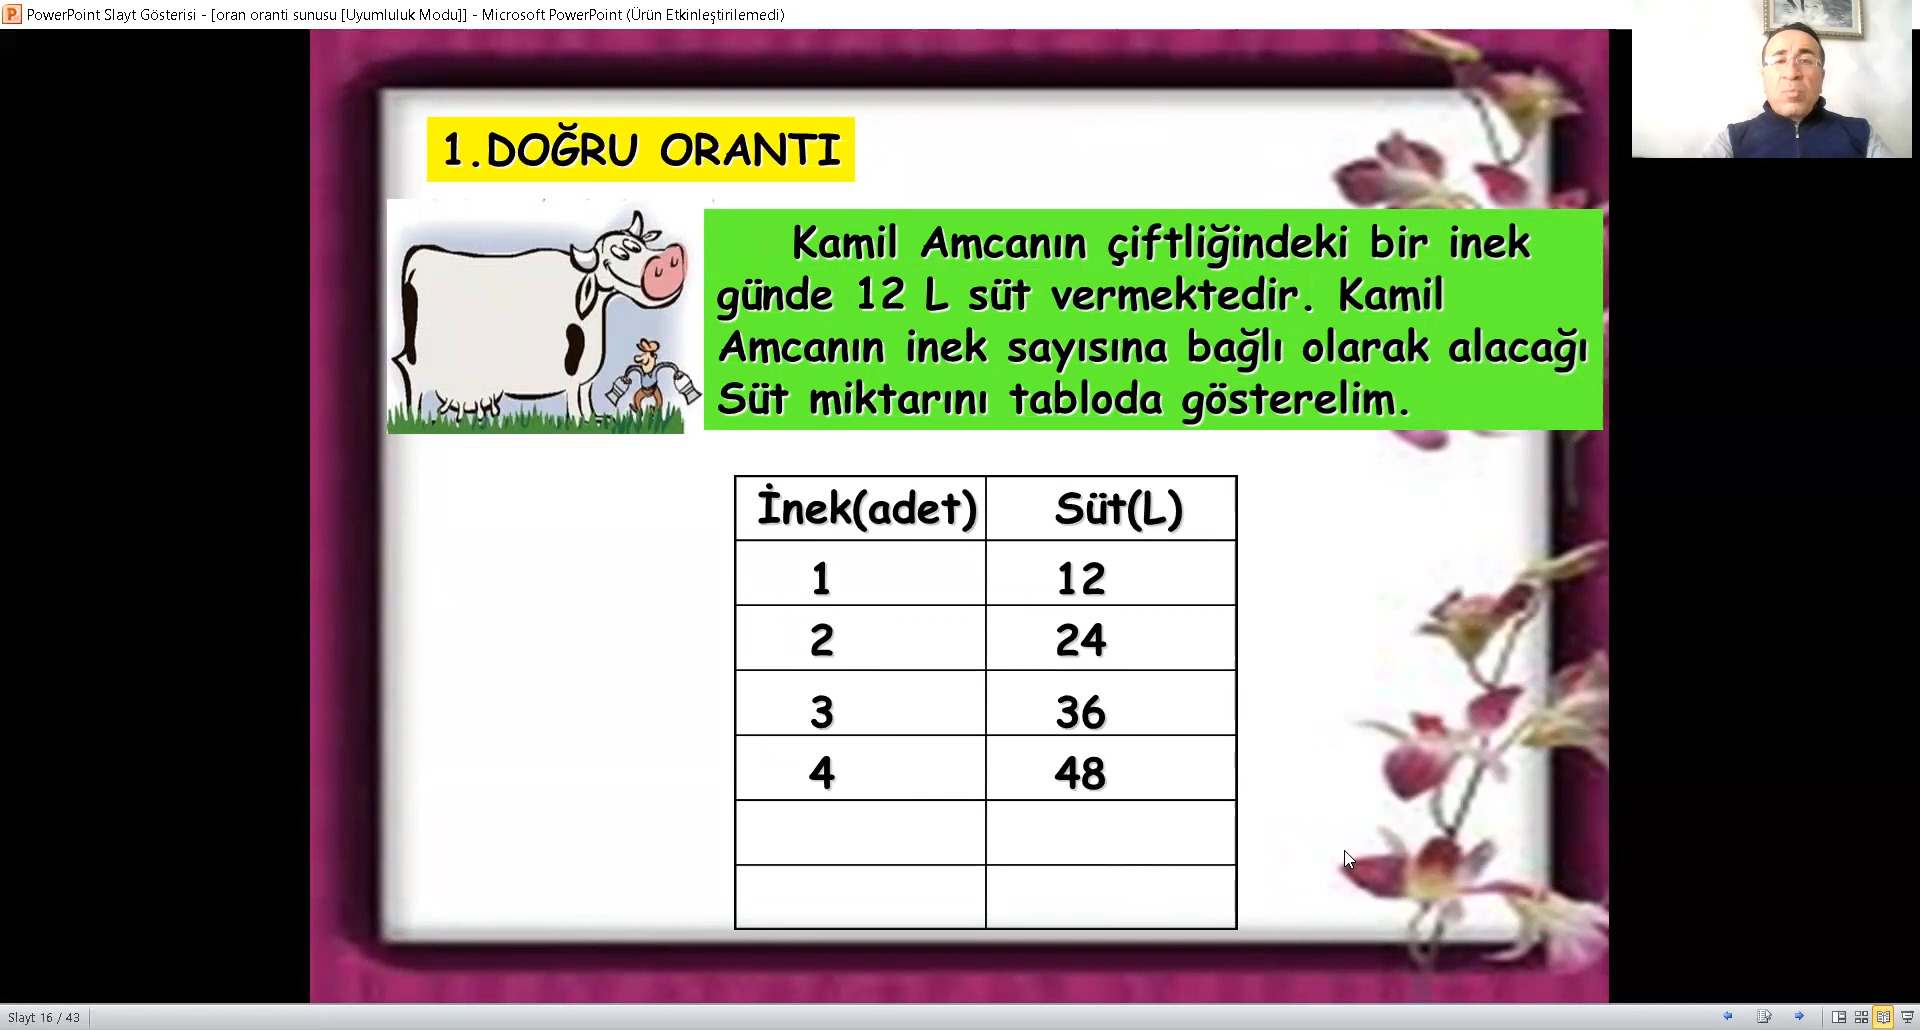 PowerPoint Slayt Gösterisi - [oran oranti sunusu [Uyumluluk Modu]] - Microsoft PowerPoint (Ürün Etkinleştirilemedi)
1.DOĞRU ORANTI
Kamil Amcanın çiftliğindeki bir inek
günde 12 L süt vermektedir. Kamil
Amcanın inek sayısına bağlı olarak alacağı
Süt miktarını tabloda gösterelim.
İnek(adet) Süt(L)
1 12
2 24
3 36
4 48
Slayt 16 / 43